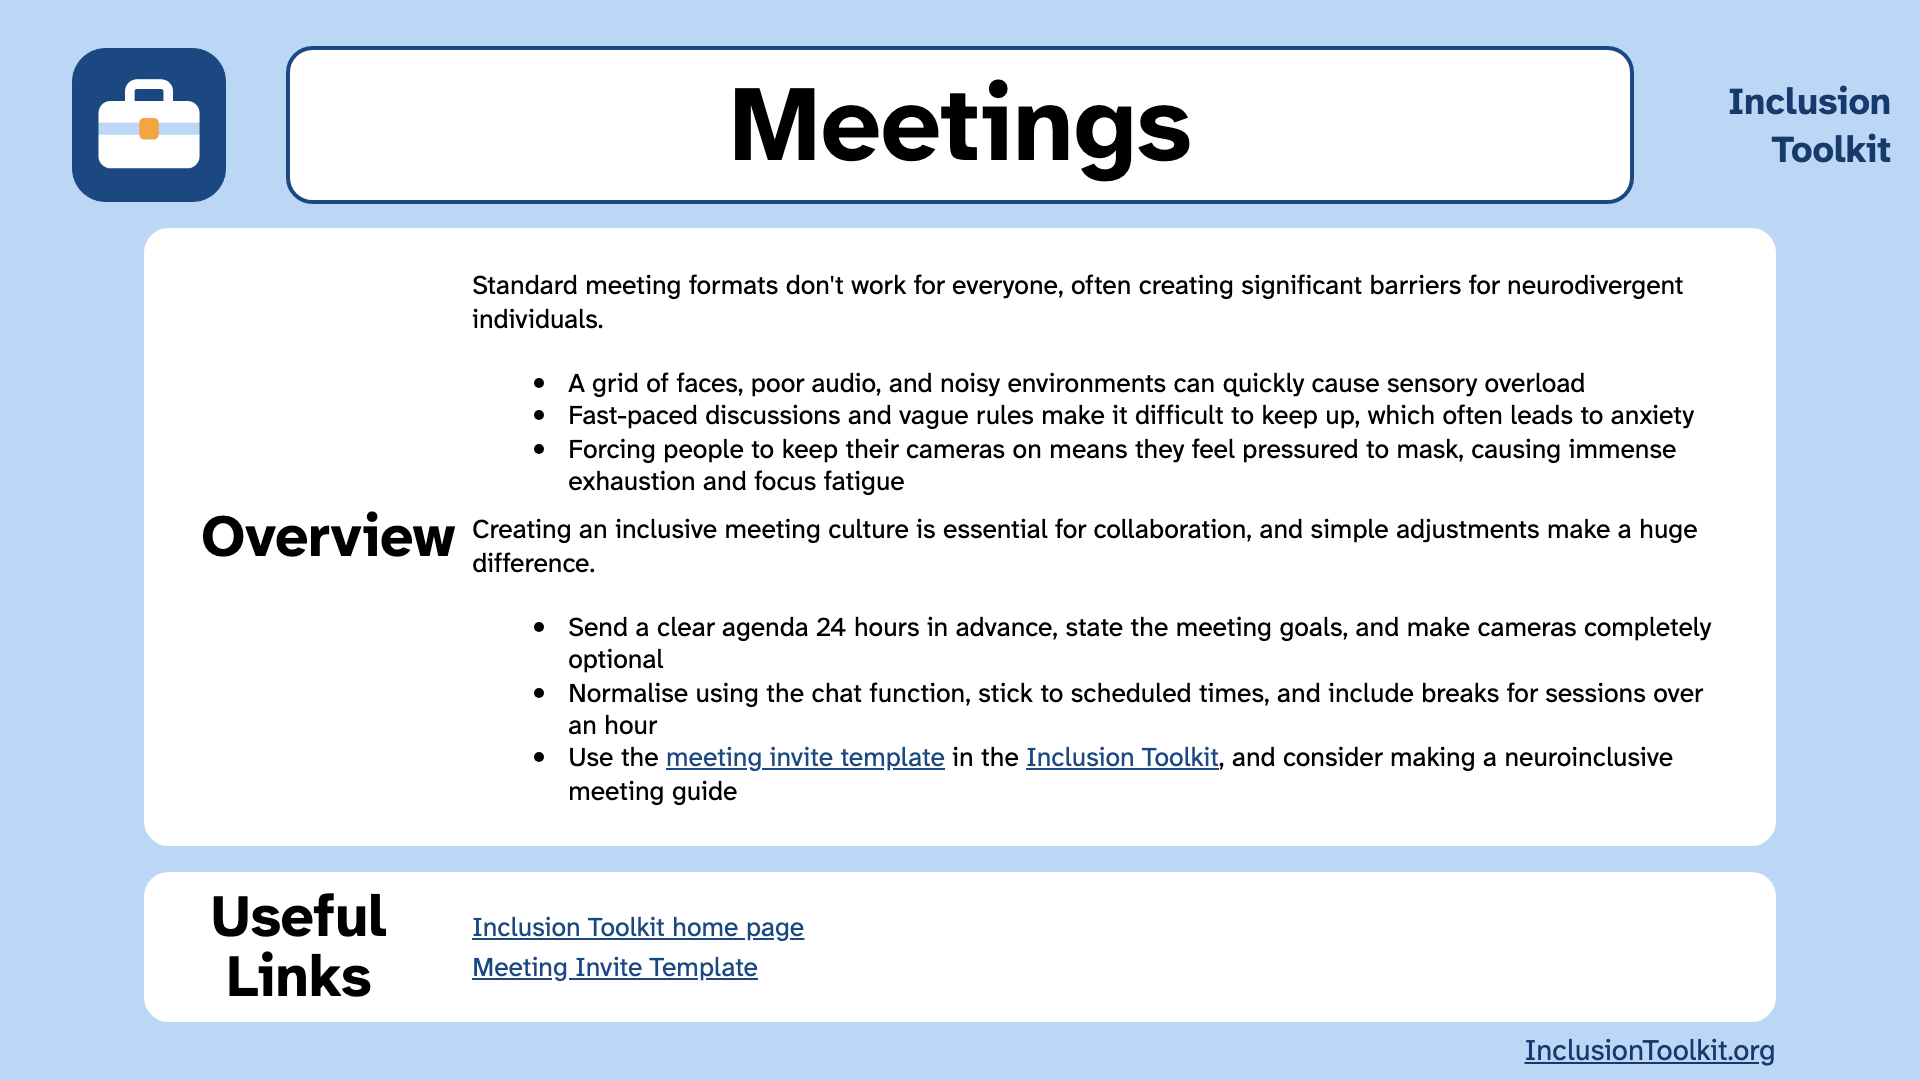 Meetings
Inclusion
Toolkit
Overview
Standard meeting formats don't work for everyone, often creating significant barriers for neurodivergent
individuals.
• A grid of faces, poor audio, and noisy environments can quickly cause sensory overload
• Fast-paced discussions and vague rules make it difficult to keep up, which often leads to anxiety
• Forcing people to keep their cameras on means they feel pressured to mask, causing immense
exhaustion and focus fatigue
Creating an inclusive meeting culture is essential for collaboration, and simple adjustments make a huge
difference.
• Send a clear agenda 24 hours in advance, state the meeting goals, and make cameras completely
optional
• Normalise using the chat function, stick to scheduled times, and include breaks for sessions over
an hour
• Use the meeting invite template in the Inclusion Toolkit, and consider making a neuroinclusive
meeting guide
Useful
Links
Inclusion Toolkit home page
Meeting Invite Template
InclusionToolkit.org